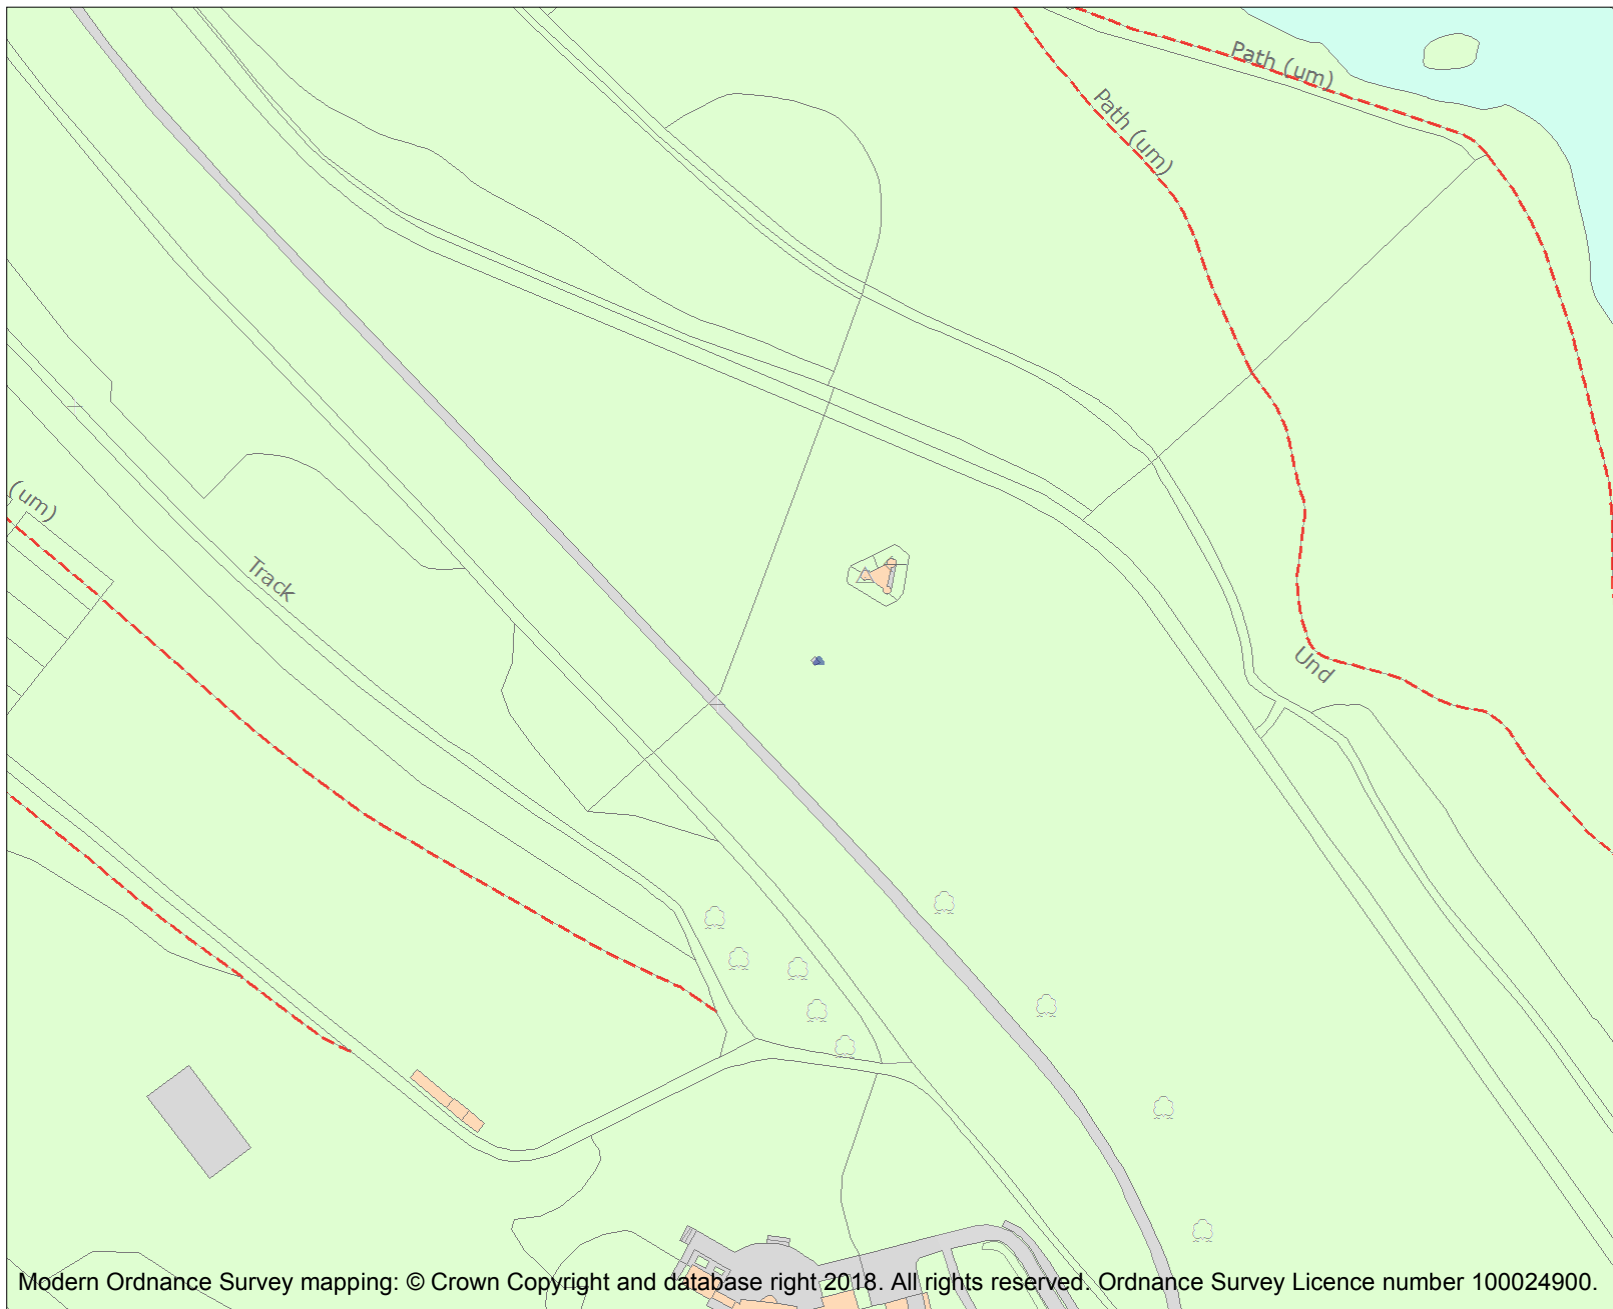 Path (um)
Path (um)
(um)
Track
Und
Modern Ordnance Survey mapping: © Crown Copyright and database right 2018. All rights reserved. Ordnance Survey Licence number 100024900.